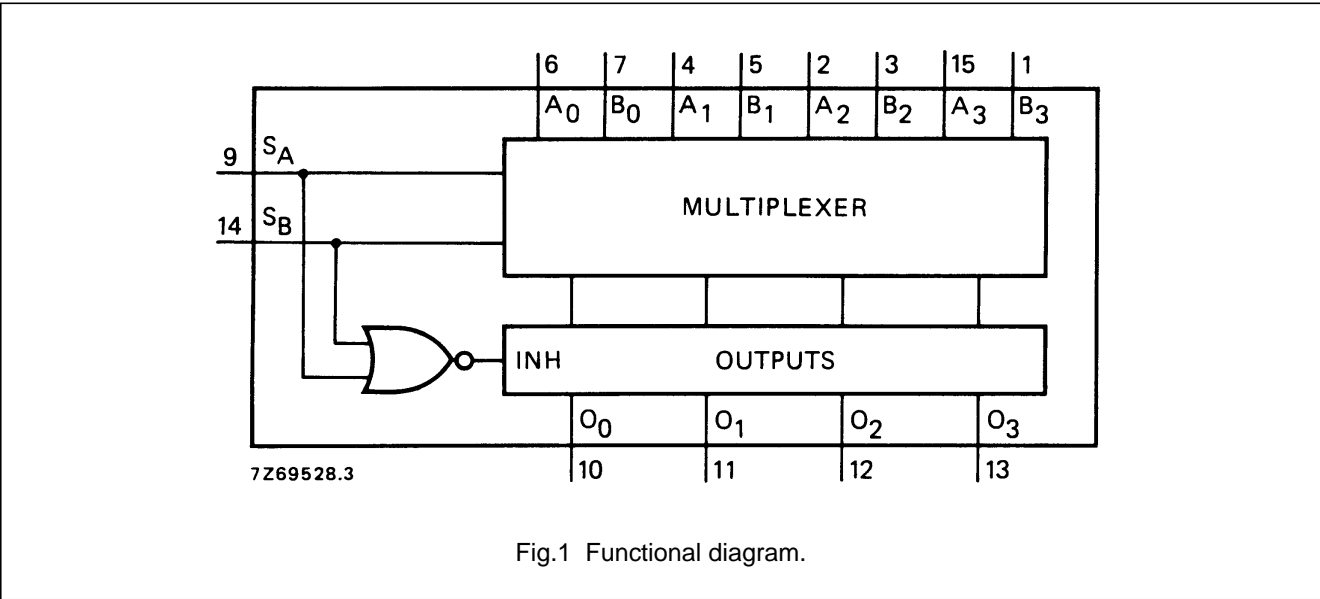 6 7 4 5 2 3 15 1
A0 B0 A1 B1 A2 B2 A3 B3
9 SA
MULTIPLEXER
14 SB
INH OUTPUTS
O0 O1 O2 O3
7Z69528.3 10 11 12 13
Fig.1 Functional diagram.